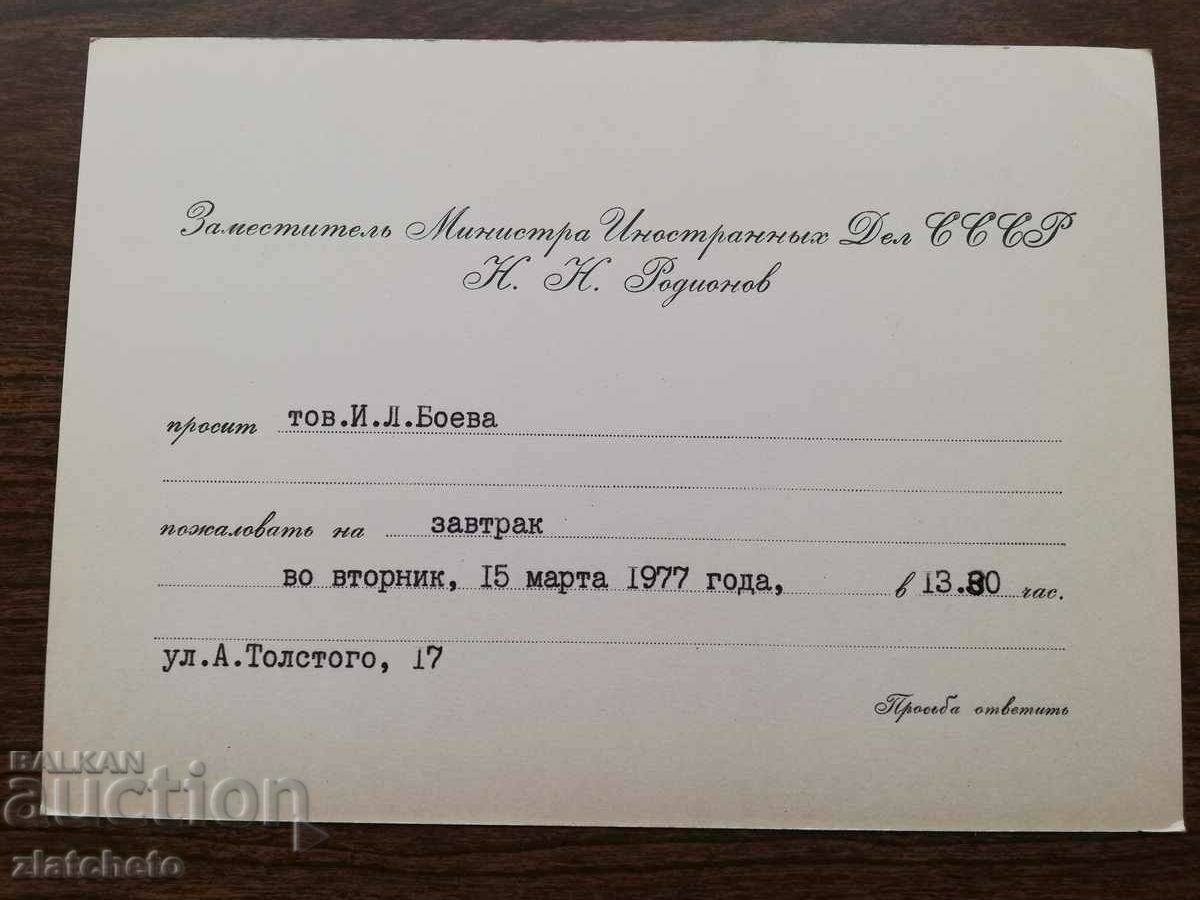 Заместитель Министра Иностранных Дел СССР
Н. Н. Родионов
просит тов.И.Л.Боева
пожаловать на завтрак
во вторник, 15 марта 1977 года, в 13.30 час.
ул.А.Толстого, 17
Просьба ответить
BALKAN
auction
zlatcheto